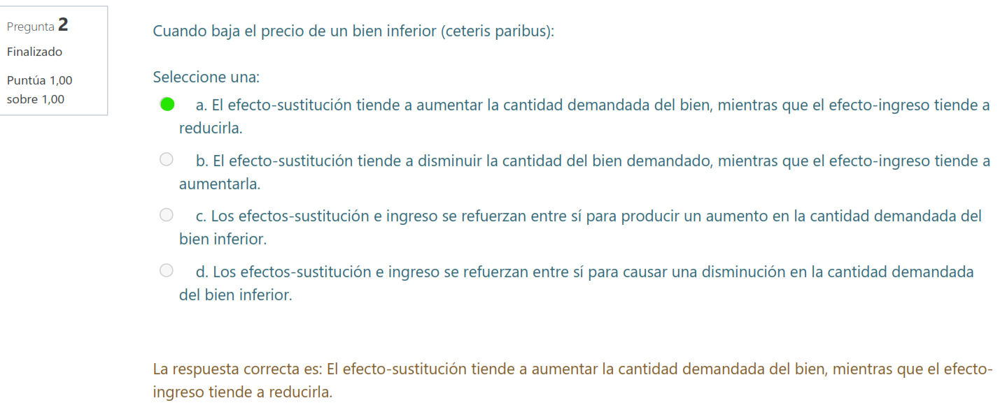 Pregunta 2
Finalizado
Puntúa 1,00
sobre 1,00
Cuando baja el precio de un bien inferior (ceteris paribus):
Seleccione una:
a. El efecto-sustitución tiende a aumentar la cantidad demandada del bien, mientras que el efecto-ingreso tiende a
reducirla.
b. El efecto-sustitución tiende a disminuir la cantidad del bien demandado, mientras que el efecto-ingreso tiende a
aumentarla.
c. Los efectos-sustitución e ingreso se refuerzan entre sí para producir un aumento en la cantidad demandada del
bien inferior.
d. Los efectos-sustitución e ingreso se refuerzan entre sí para causar una disminución en la cantidad demandada
del bien inferior.
La respuesta correcta es: El efecto-sustitución tiende a aumentar la cantidad demandada del bien, mientras que el efecto-
ingreso tiende a reducirla.